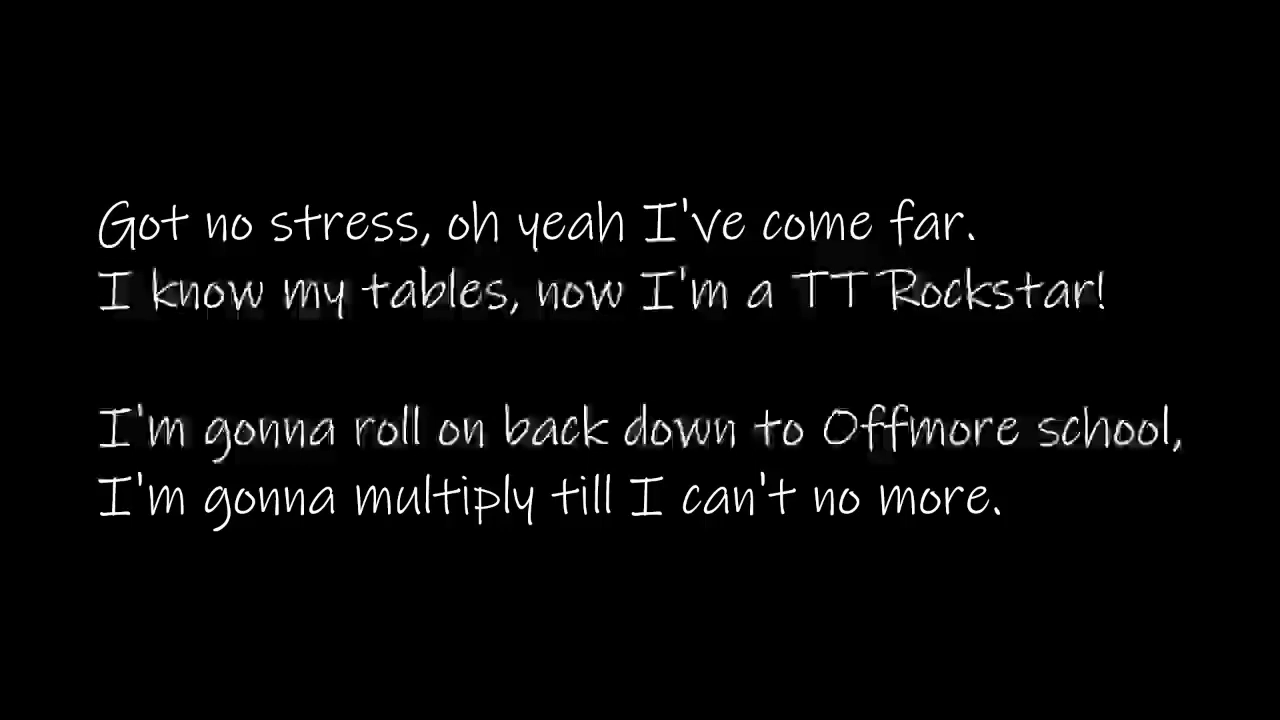 Got no stress, oh yeah I've come far.
I know my tables, now I'm a TT Rockstar!
I'm gonna roll on back down to Offmore school,
I'm gonna multiply till I can't no more.